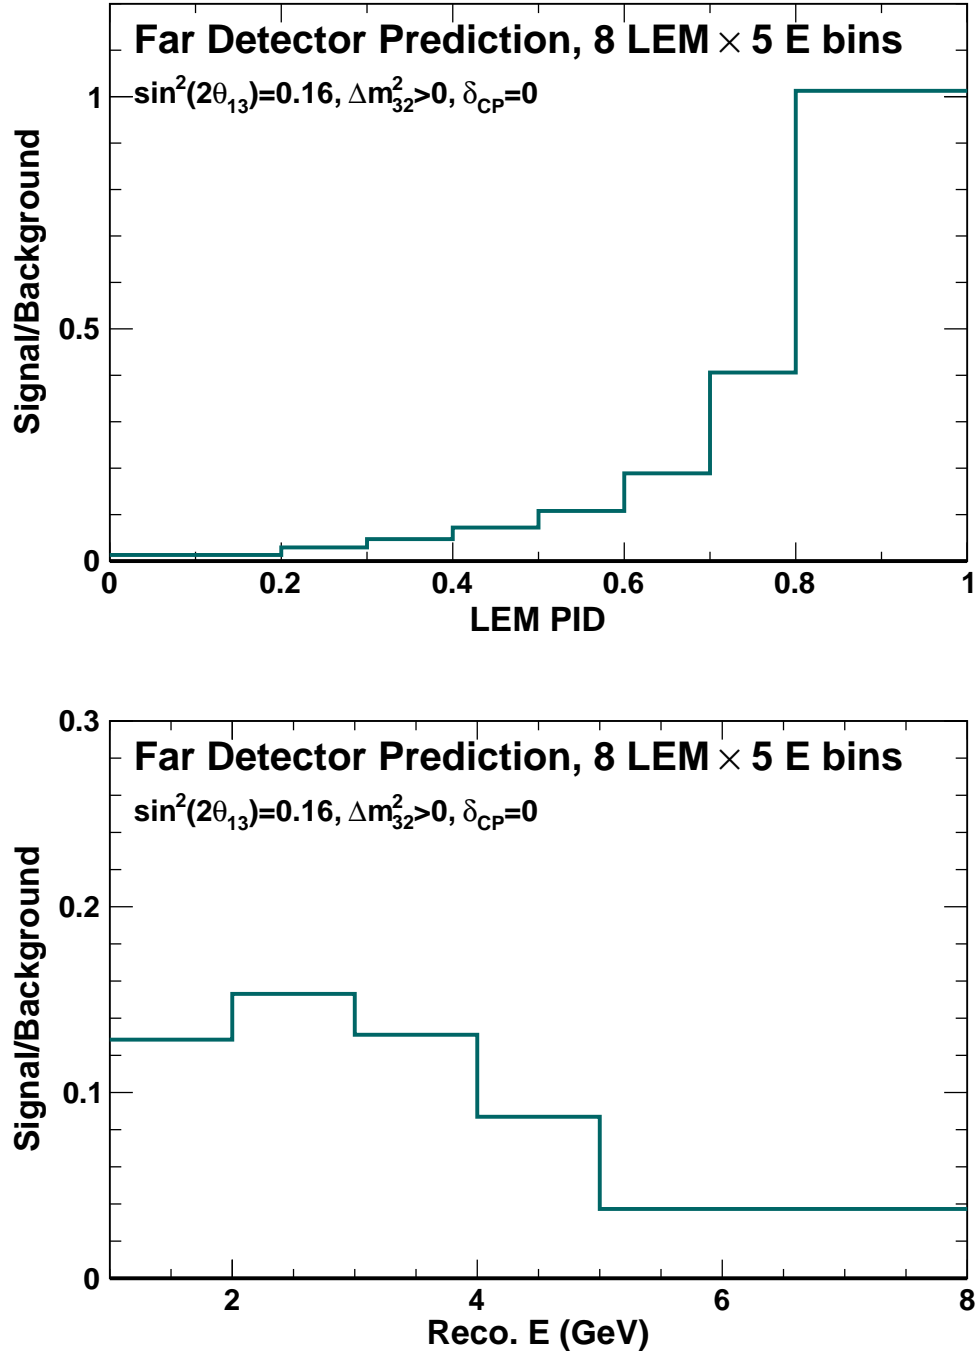 Far Detector Prediction, 8 LEM × 5 E bins
sin²(2θ₁₃)=0.16, Δm²₃₂>0, δ_CP=0
1
0.5
0
Signal/Background
0 0.2 0.4 0.6 0.8 1
LEM PID
0.3
Far Detector Prediction, 8 LEM × 5 E bins
sin²(2θ₁₃)=0.16, Δm²₃₂>0, δ_CP=0
0.2
0.1
0
Signal/Background
2 4 6 8
Reco. E (GeV)